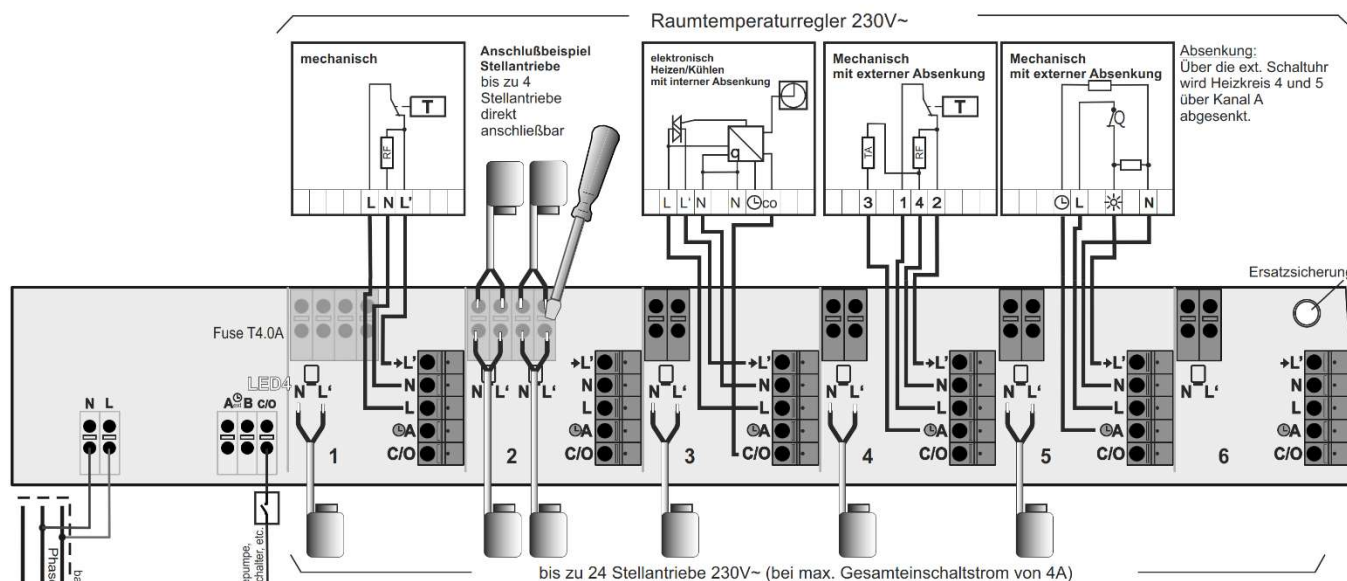 Raumtemperaturregler 230V~
mechanisch
T
RF
L N L'
Anschlußbeispiel
Stellantriebe
bis zu 4
Stellantriebe
direkt
anschließbar
elektronisch
Heizen/Kühlen
mit interner Absenkung
L L' N N co
Mechanisch
mit externer Absenkung
T
TA
RF
3 1 4 2
Mechanisch
mit externer Absenkung
L N
Absenkung:
Über die ext. Schaltuhr
wird Heizkreis 4 und 5
über Kanal A
abgesenkt.
Ersatzsicherung
Fuse T4.0A
LED4
N L
A B C/O
N L'
1
L'
N
L
A
C/O
N L'
N L'
2
L'
N
L
A
C/O
N L'
3
L'
N
L
A
C/O
N L'
4
L'
N
L
A
C/O
N L'
5
L'
N
L
A
C/O
N L'
6
L'
N
L
A
C/O
Phase
bis zu 24 Stellantriebe 230V~ (bei max. Gesamteinschaltstrom von 4A)